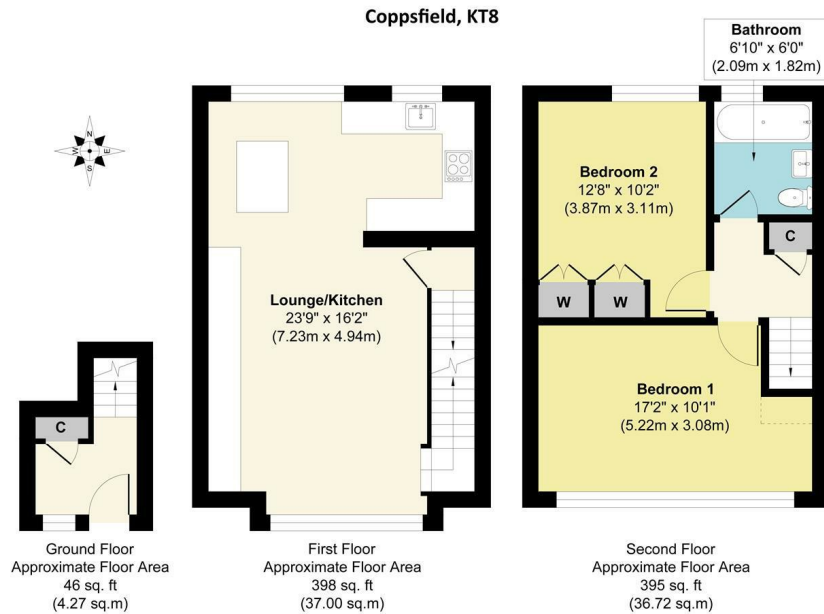 Coppsfield, KT8
Bathroom
6'10" x 6'0"
(2.09m x 1.82m)
N
W E
S
Bedroom 2
12'8" x 10'2"
(3.87m x 3.11m)
C
W W
Lounge/Kitchen
23'9" x 16'2"
(7.23m x 4.94m)
Bedroom 1
17'2" x 10'1"
(5.22m x 3.08m)
C
Ground Floor
Approximate Floor Area
46 sq. ft
(4.27 sq.m)
First Floor
Approximate Floor Area
398 sq. ft
(37.00 sq.m)
Second Floor
Approximate Floor Area
395 sq. ft
(36.72 sq.m)